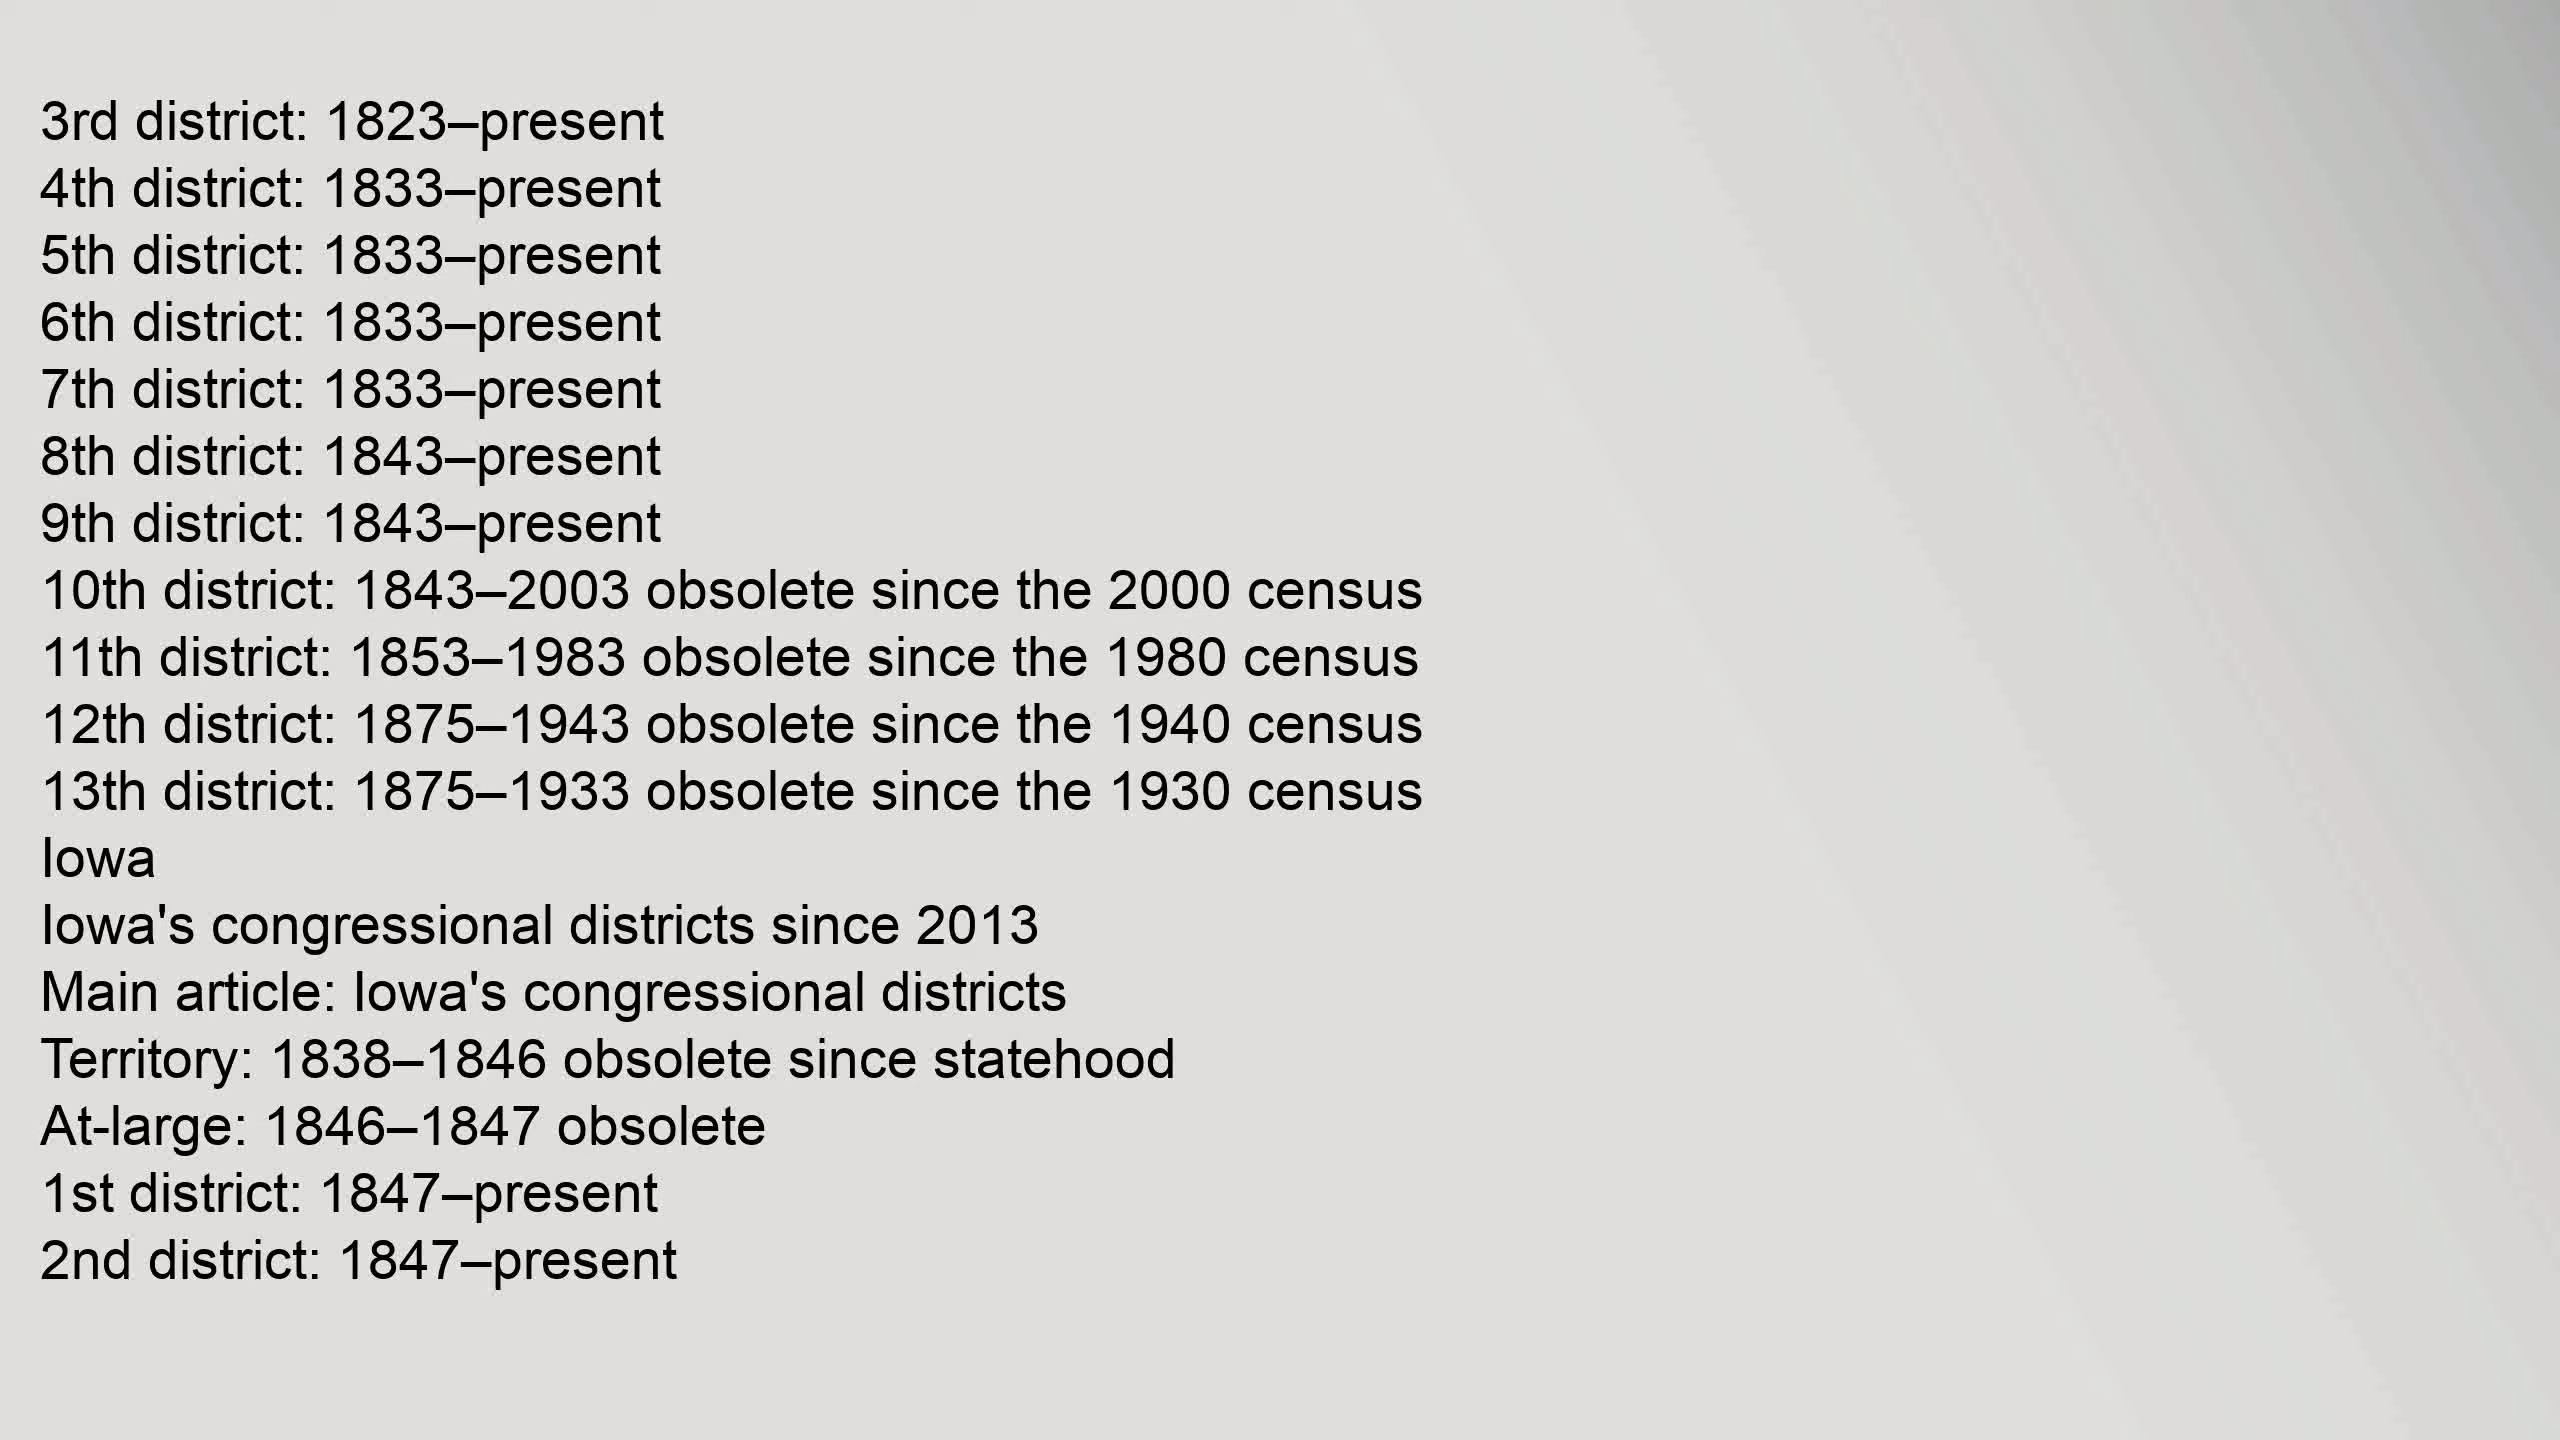 3rd district: 1823–present
4th district: 1833–present
5th district: 1833–present
6th district: 1833–present
7th district: 1833–present
8th district: 1843–present
9th district: 1843–present
10th district: 1843–2003 obsolete since the 2000 census
11th district: 1853–1983 obsolete since the 1980 census
12th district: 1875–1943 obsolete since the 1940 census
13th district: 1875–1933 obsolete since the 1930 census
Iowa
Iowa's congressional districts since 2013
Main article: Iowa's congressional districts
Territory: 1838–1846 obsolete since statehood
At-large: 1846–1847 obsolete
1st district: 1847–present
2nd district: 1847–present